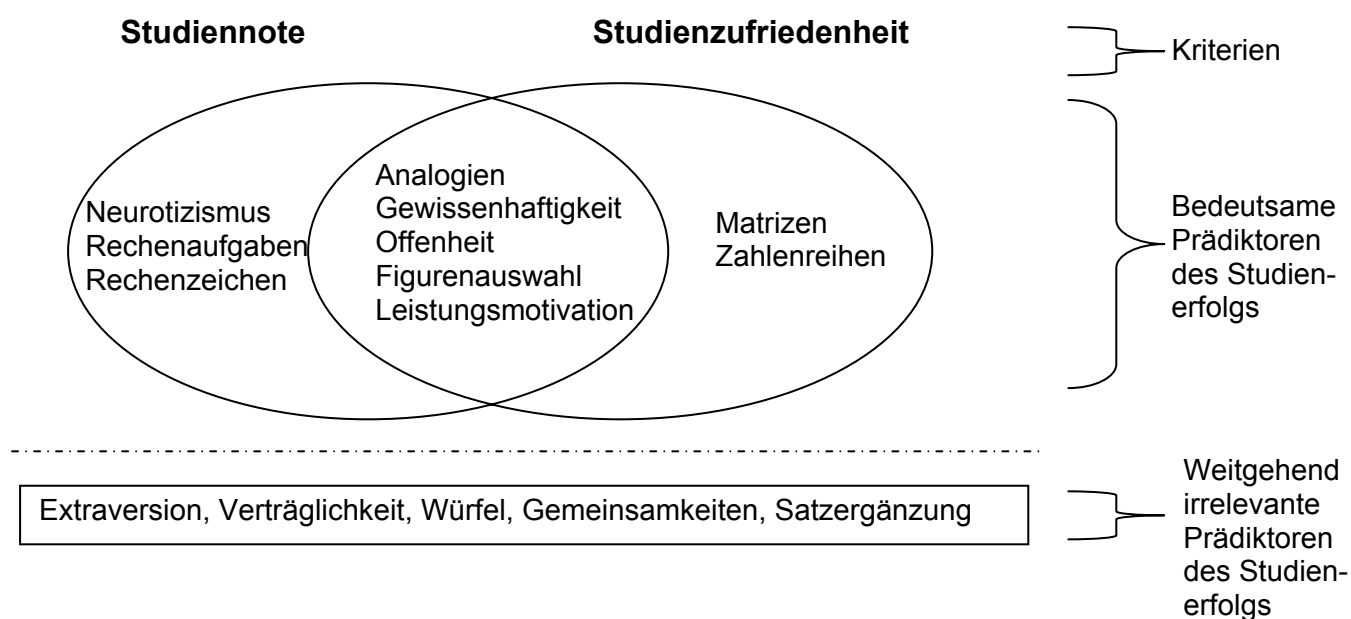 Studiennote
Studienzufriedenheit
Kriterien
Neurotizismus
Rechenaufgaben
Rechenzeichen
Analogien
Gewissenhaftigkeit
Offenheit
Figurenauswahl
Leistungsmotivation
Matrizen
Zahlenreihen
Bedeutsame
Prädiktoren
des Studien-
erfolgs
Extraversion, Verträglichkeit, Würfel, Gemeinsamkeiten, Satzergänzung
Weitgehend
irrelevante
Prädiktoren
des Studien-
erfolgs